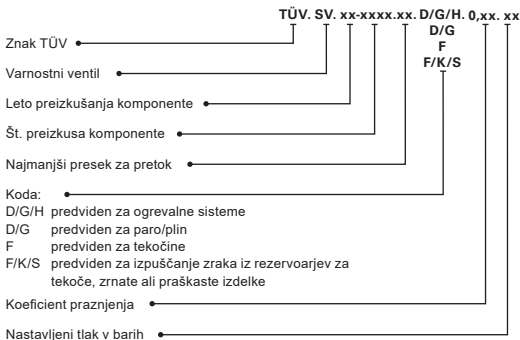 TÜV. SV. xx-xxxx.xx. D/G/H. 0,xx. xx
D/G
F
F/K/S
Znak TÜV
Varnostni ventil
Leto preizkušanja komponente
Št. preizkusa komponente
Najmanjši presek za pretok
Koda:
D/G/H predviden za ogrevalne sisteme
D/G predviden za paro/plin
F predviden za tekočine
F/K/S predviden za izpuščanje zraka iz rezervoarjev za
tekoče, zrnate ali praškaste izdelke
Koeficient praznjenja
Nastavljeni tlak v barih